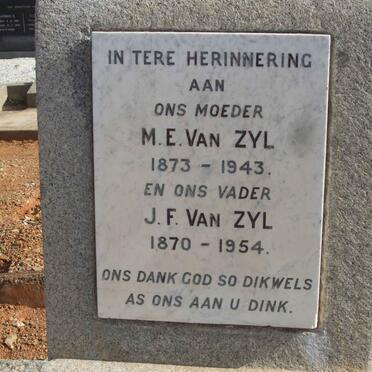 IN TERE HERINNERING
AAN
ONS MOEDER
M.E. VAN ZYL
1873 - 1943.
EN ONS VADER
J.F. VAN ZYL
1870 - 1954.
ONS DANK GOD SO DIKWELS
AS ONS AAN U DINK.